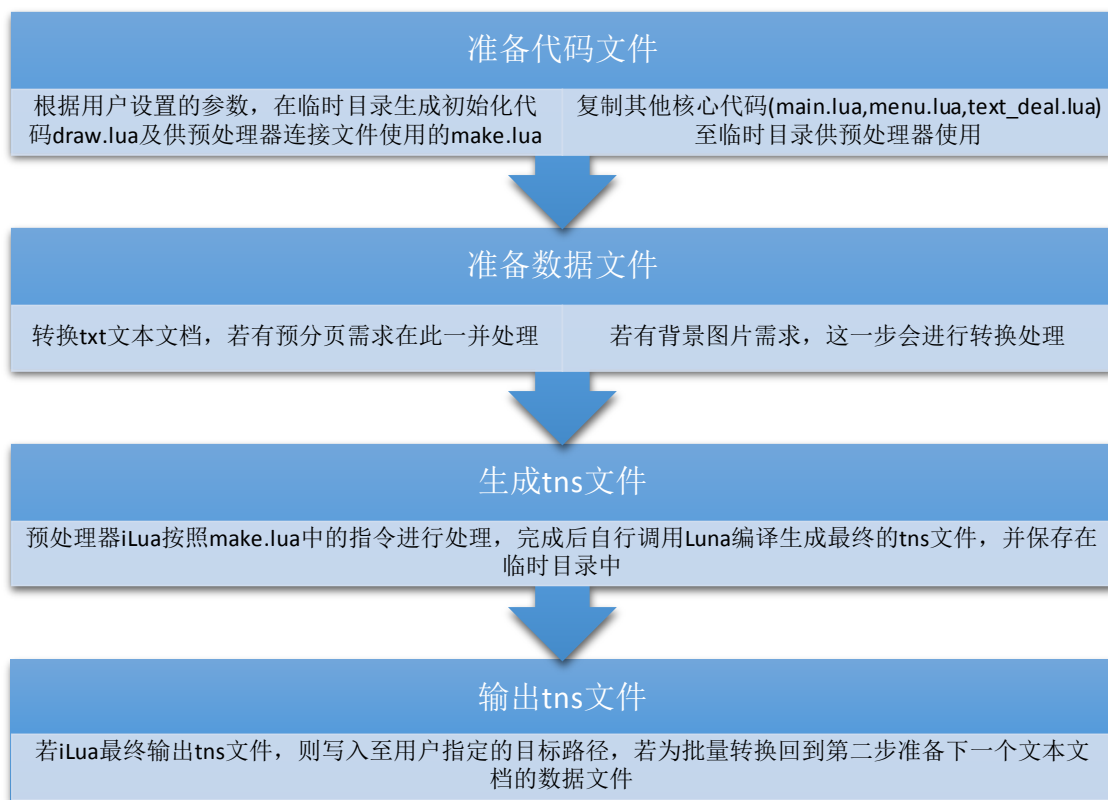 准备代码文件
根据用户设置的参数，在临时目录生成初始化代
码draw.lua及供预处理器连接文件使用的make.lua
复制其他核心代码(main.lua,menu.lua,text_deal.lua)
至临时目录供预处理器使用
准备数据文件
转换txt文本文档，若有预分页需求在此一并处理
若有背景图片需求，这一步会进行转换处理
生成tns文件
预处理器iLua按照make.lua中的指令进行处理，完成后自行调用Luna编译生成最终的tns文件，并保存在
临时目录中
输出tns文件
若iLua最终输出tns文件，则写入至用户指定的目标路径，若为批量转换回到第二步准备下一个文本文
档的数据文件